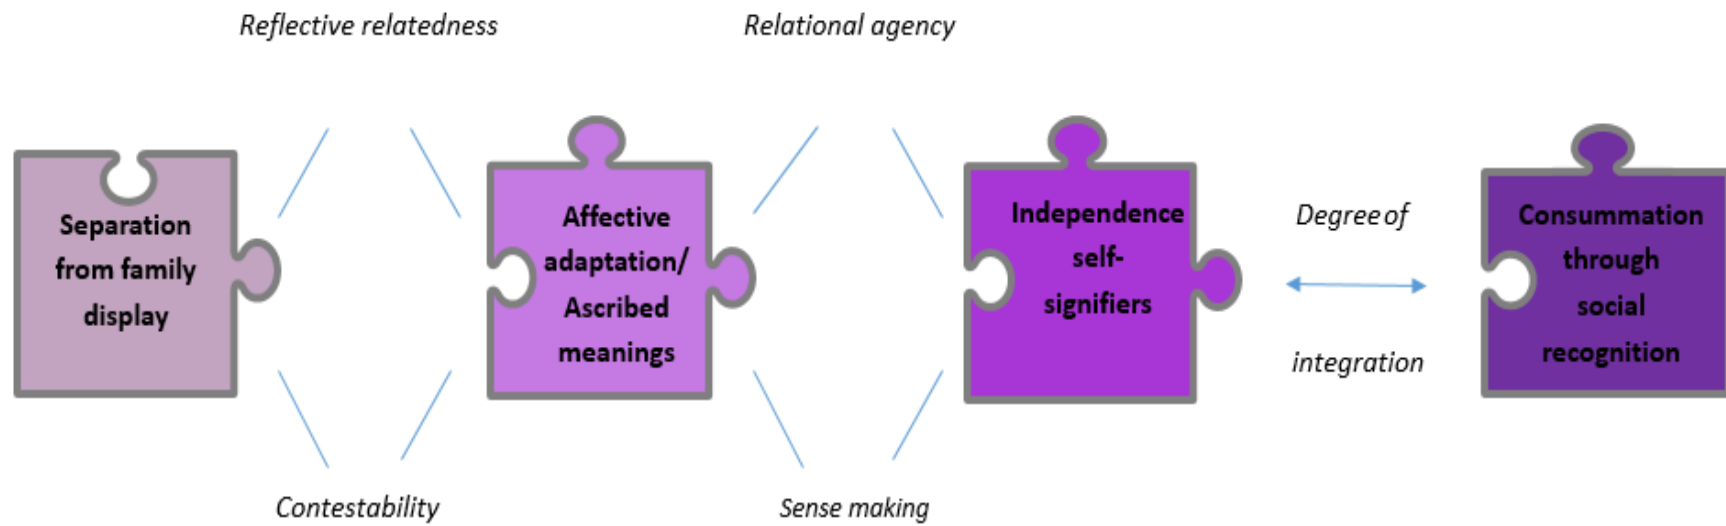 Reflective relatedness
Relational agency
Separation
from family
display
Affective
adaptation/
Ascribed
meanings
Independence
self-
signifiers
Degree of
integration
Consummation
through
social
recognition
Contestability
Sense making